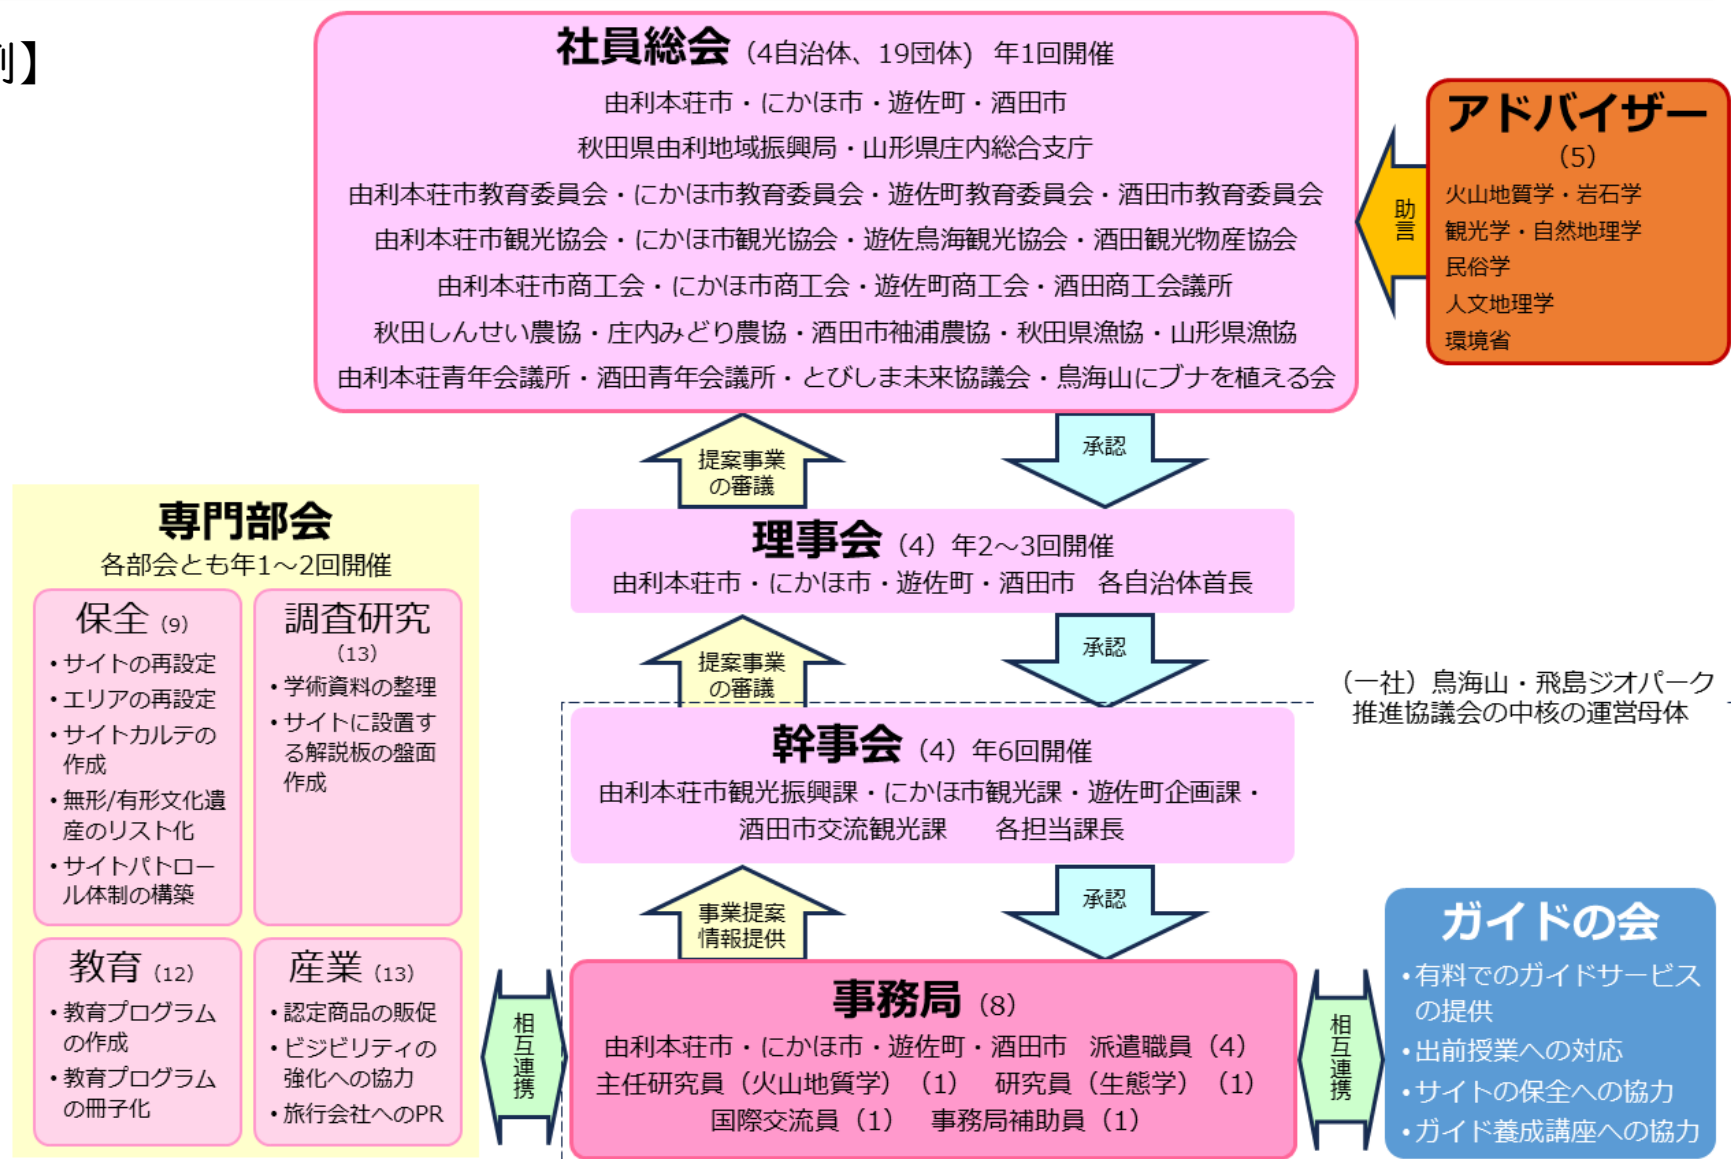 例】
社員総会（4自治体、19団体）　年1回開催
由利本荘市・にかほ市・遊佐町・酒田市
秋田県由利地域振興局・山形県庄内総合支庁
由利本荘市教育委員会・にかほ市教育委員会・遊佐町教育委員会・酒田市教育委員会
由利本荘市観光協会・にかほ市観光協会・遊佐鳥海観光協会・酒田観光物産協会
由利本荘市商工会・にかほ市商工会・遊佐町商工会・酒田商工会議所
秋田しんせい農協・庄内みどり農協・酒田市袖浦農協・秋田県漁協・山形県漁協
由利本荘青年会議所・酒田青年会議所・とびしま未来協議会・鳥海山にブナを植える会
助言
アドバイザー
（5）
火山地質学・岩石学
観光学・自然地理学
民俗学
人文地理学
環境省
提案事業
の審議
承認
理事会（4）年2～3回開催
由利本荘市・にかほ市・遊佐町・酒田市　各自治体首長
提案事業
の審議
承認
（一社）鳥海山・飛島ジオパーク
推進協議会の中核の運営母体
幹事会（4）年6回開催
由利本荘市観光振興課・にかほ市観光課・遊佐町企画課・
酒田市交流観光課　　各担当課長
事業提案
情報提供
承認
事務局（8）
由利本荘市・にかほ市・遊佐町・酒田市　派遣職員（4）
主任研究員（火山地質学）（1）　研究員（生態学）（1）
国際交流員（1）　事務局補助員（1）
相互連携
相互連携
専門部会
各部会とも年1～2回開催
保全（9）
・サイトの再設定
・エリアの再設定
・サイトカルテの
作成
・無形/有形文化遺
産のリスト化
・サイトパトロー
ル体制の構築
調査研究
（13）
・学術資料の整理
・サイトに設置す
る解説板の盤面
作成
教育（12）
・教育プログラム
の作成
・教育プログラム
の冊子化
産業（13）
・認定商品の販促
・ビジビリティの
強化への協力
・旅行会社へのPR
ガイドの会
・有料でのガイドサービス
の提供
・出前授業への対応
・サイトの保全への協力
・ガイド養成講座への協力